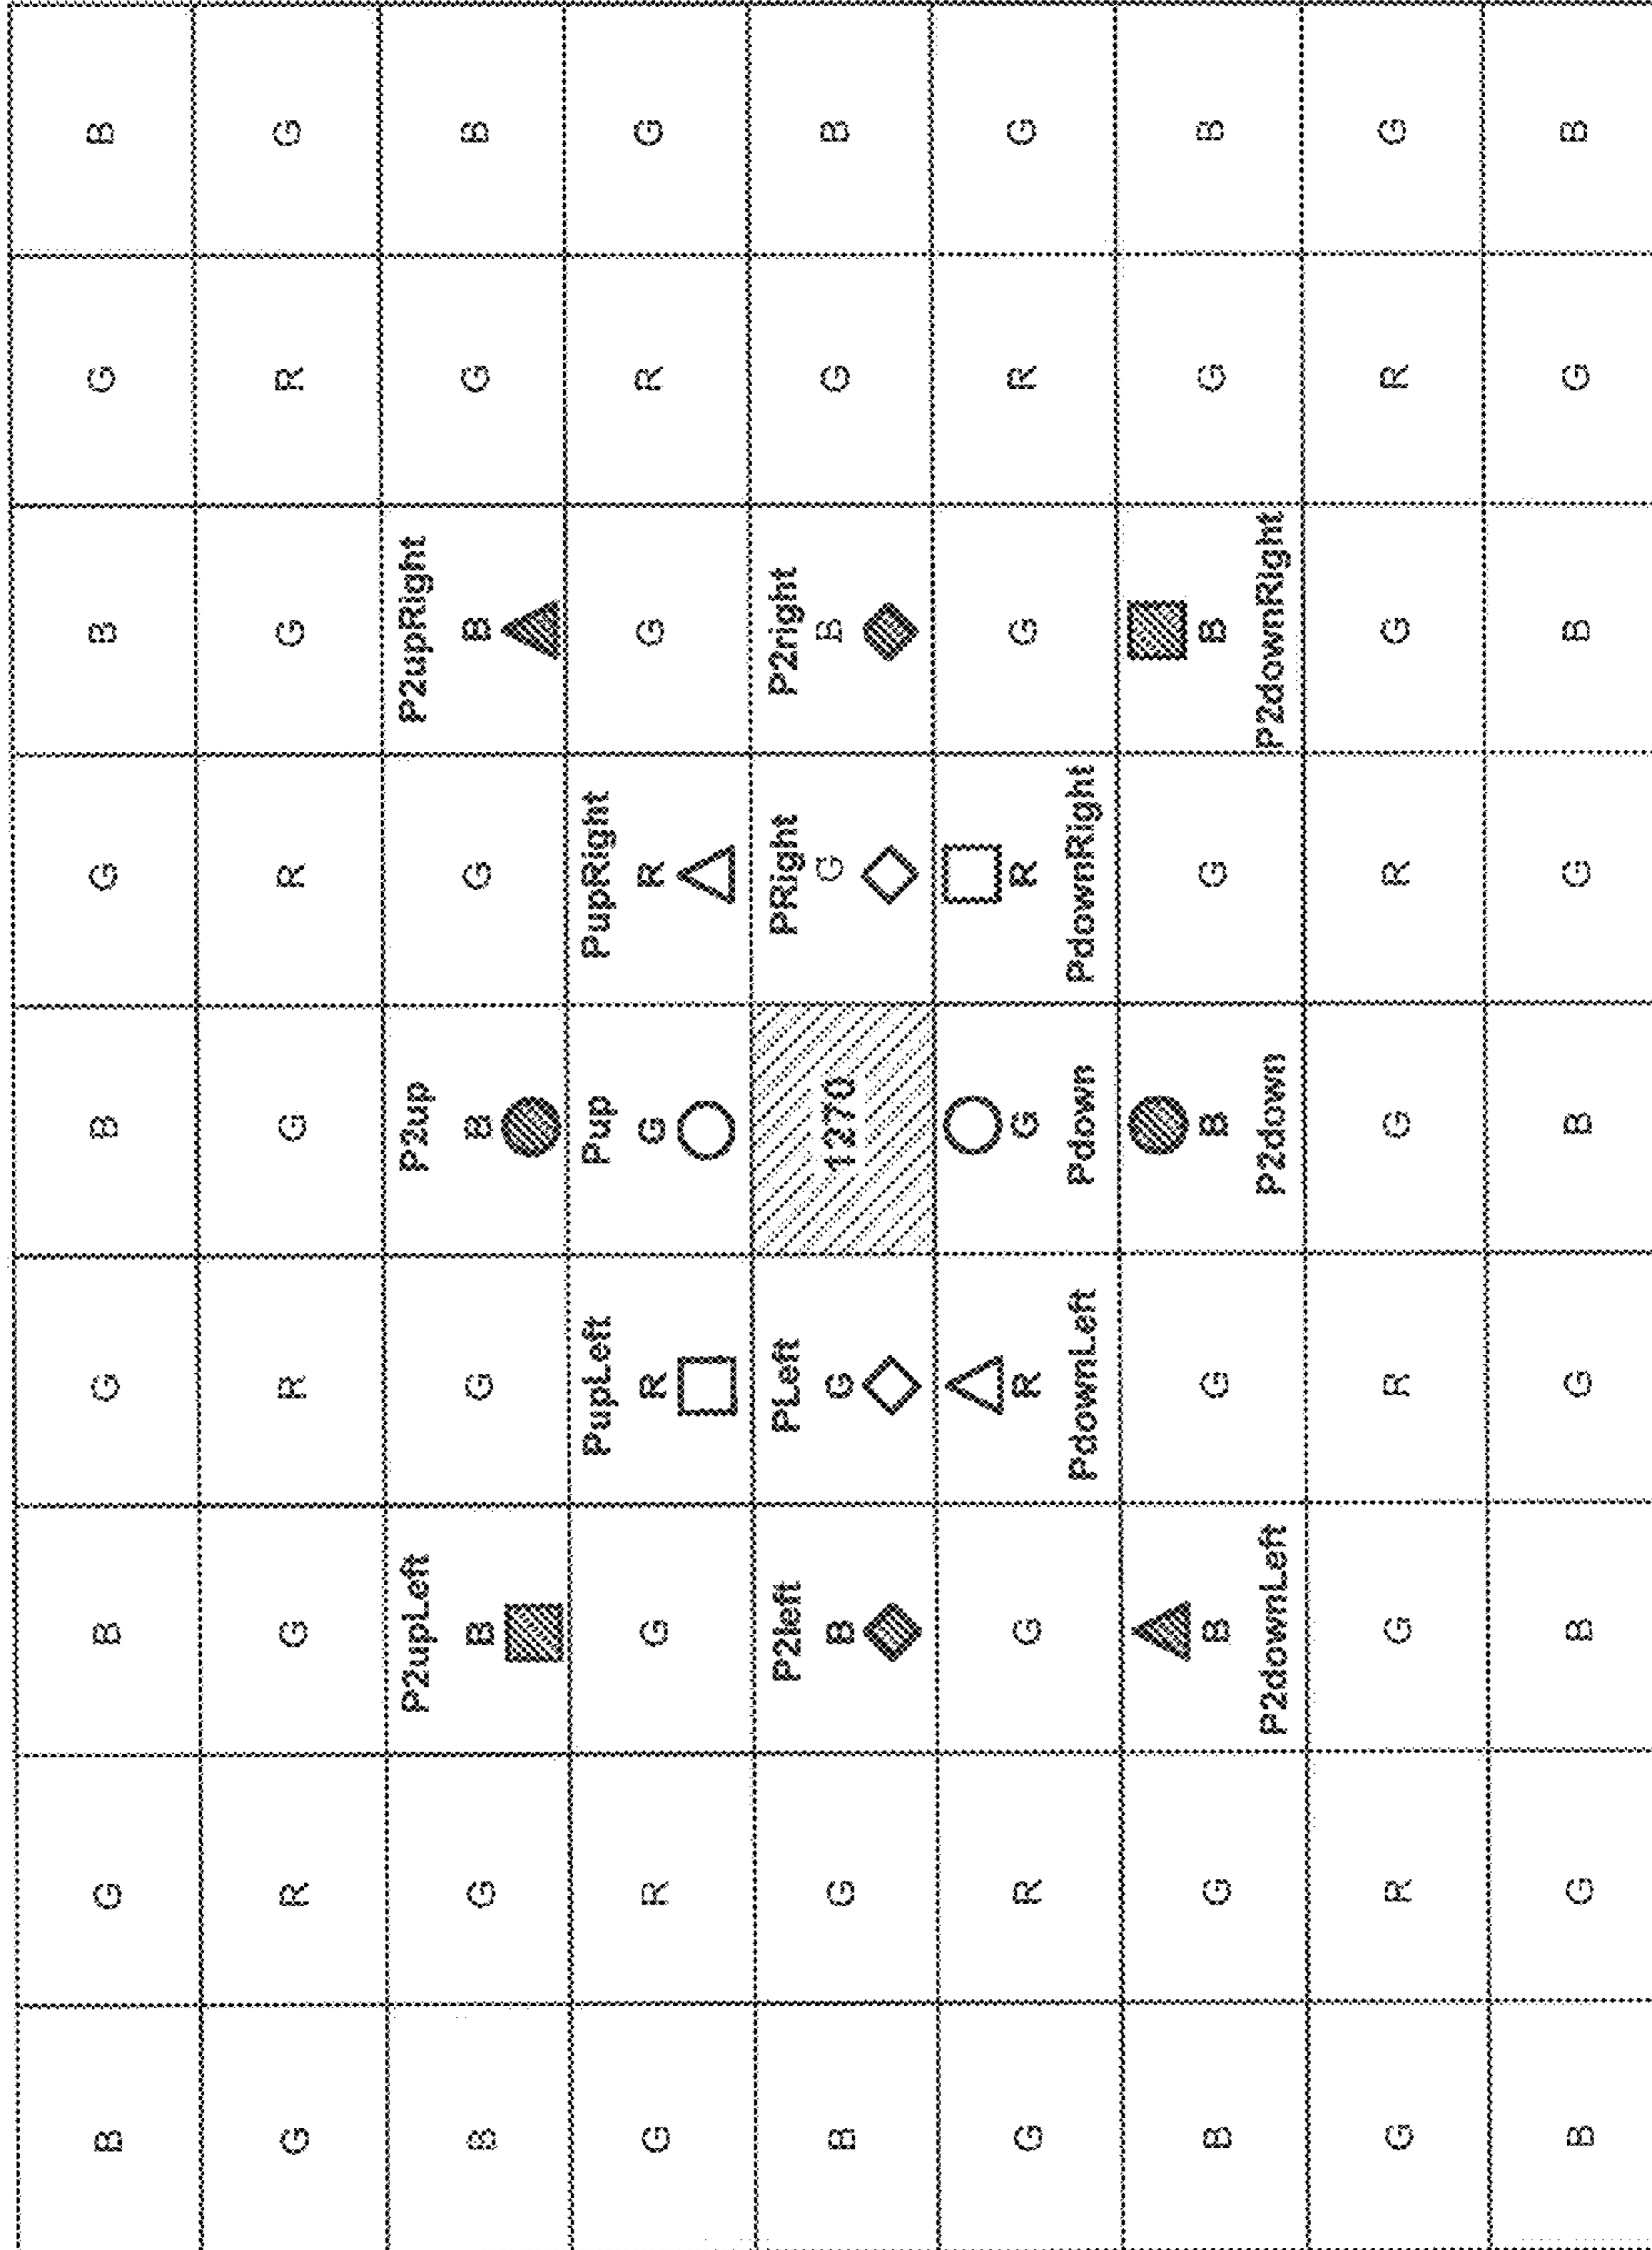 B G B G B G B G B
G R G R G R G R G
P2upLeft P2up P2upRight
B G B G B G B G B
PupLeft Pup PupRight
G R G R G R G R G
P2left PLeft PRight P2right
B G B G 1270 G B G B
G R G R G R G R G
PdownLeft Pdown PdownRight
B G B G B G B G B
P2downLeft P2down P2downRight
G R G R G R G R G
B G B G B G B G B